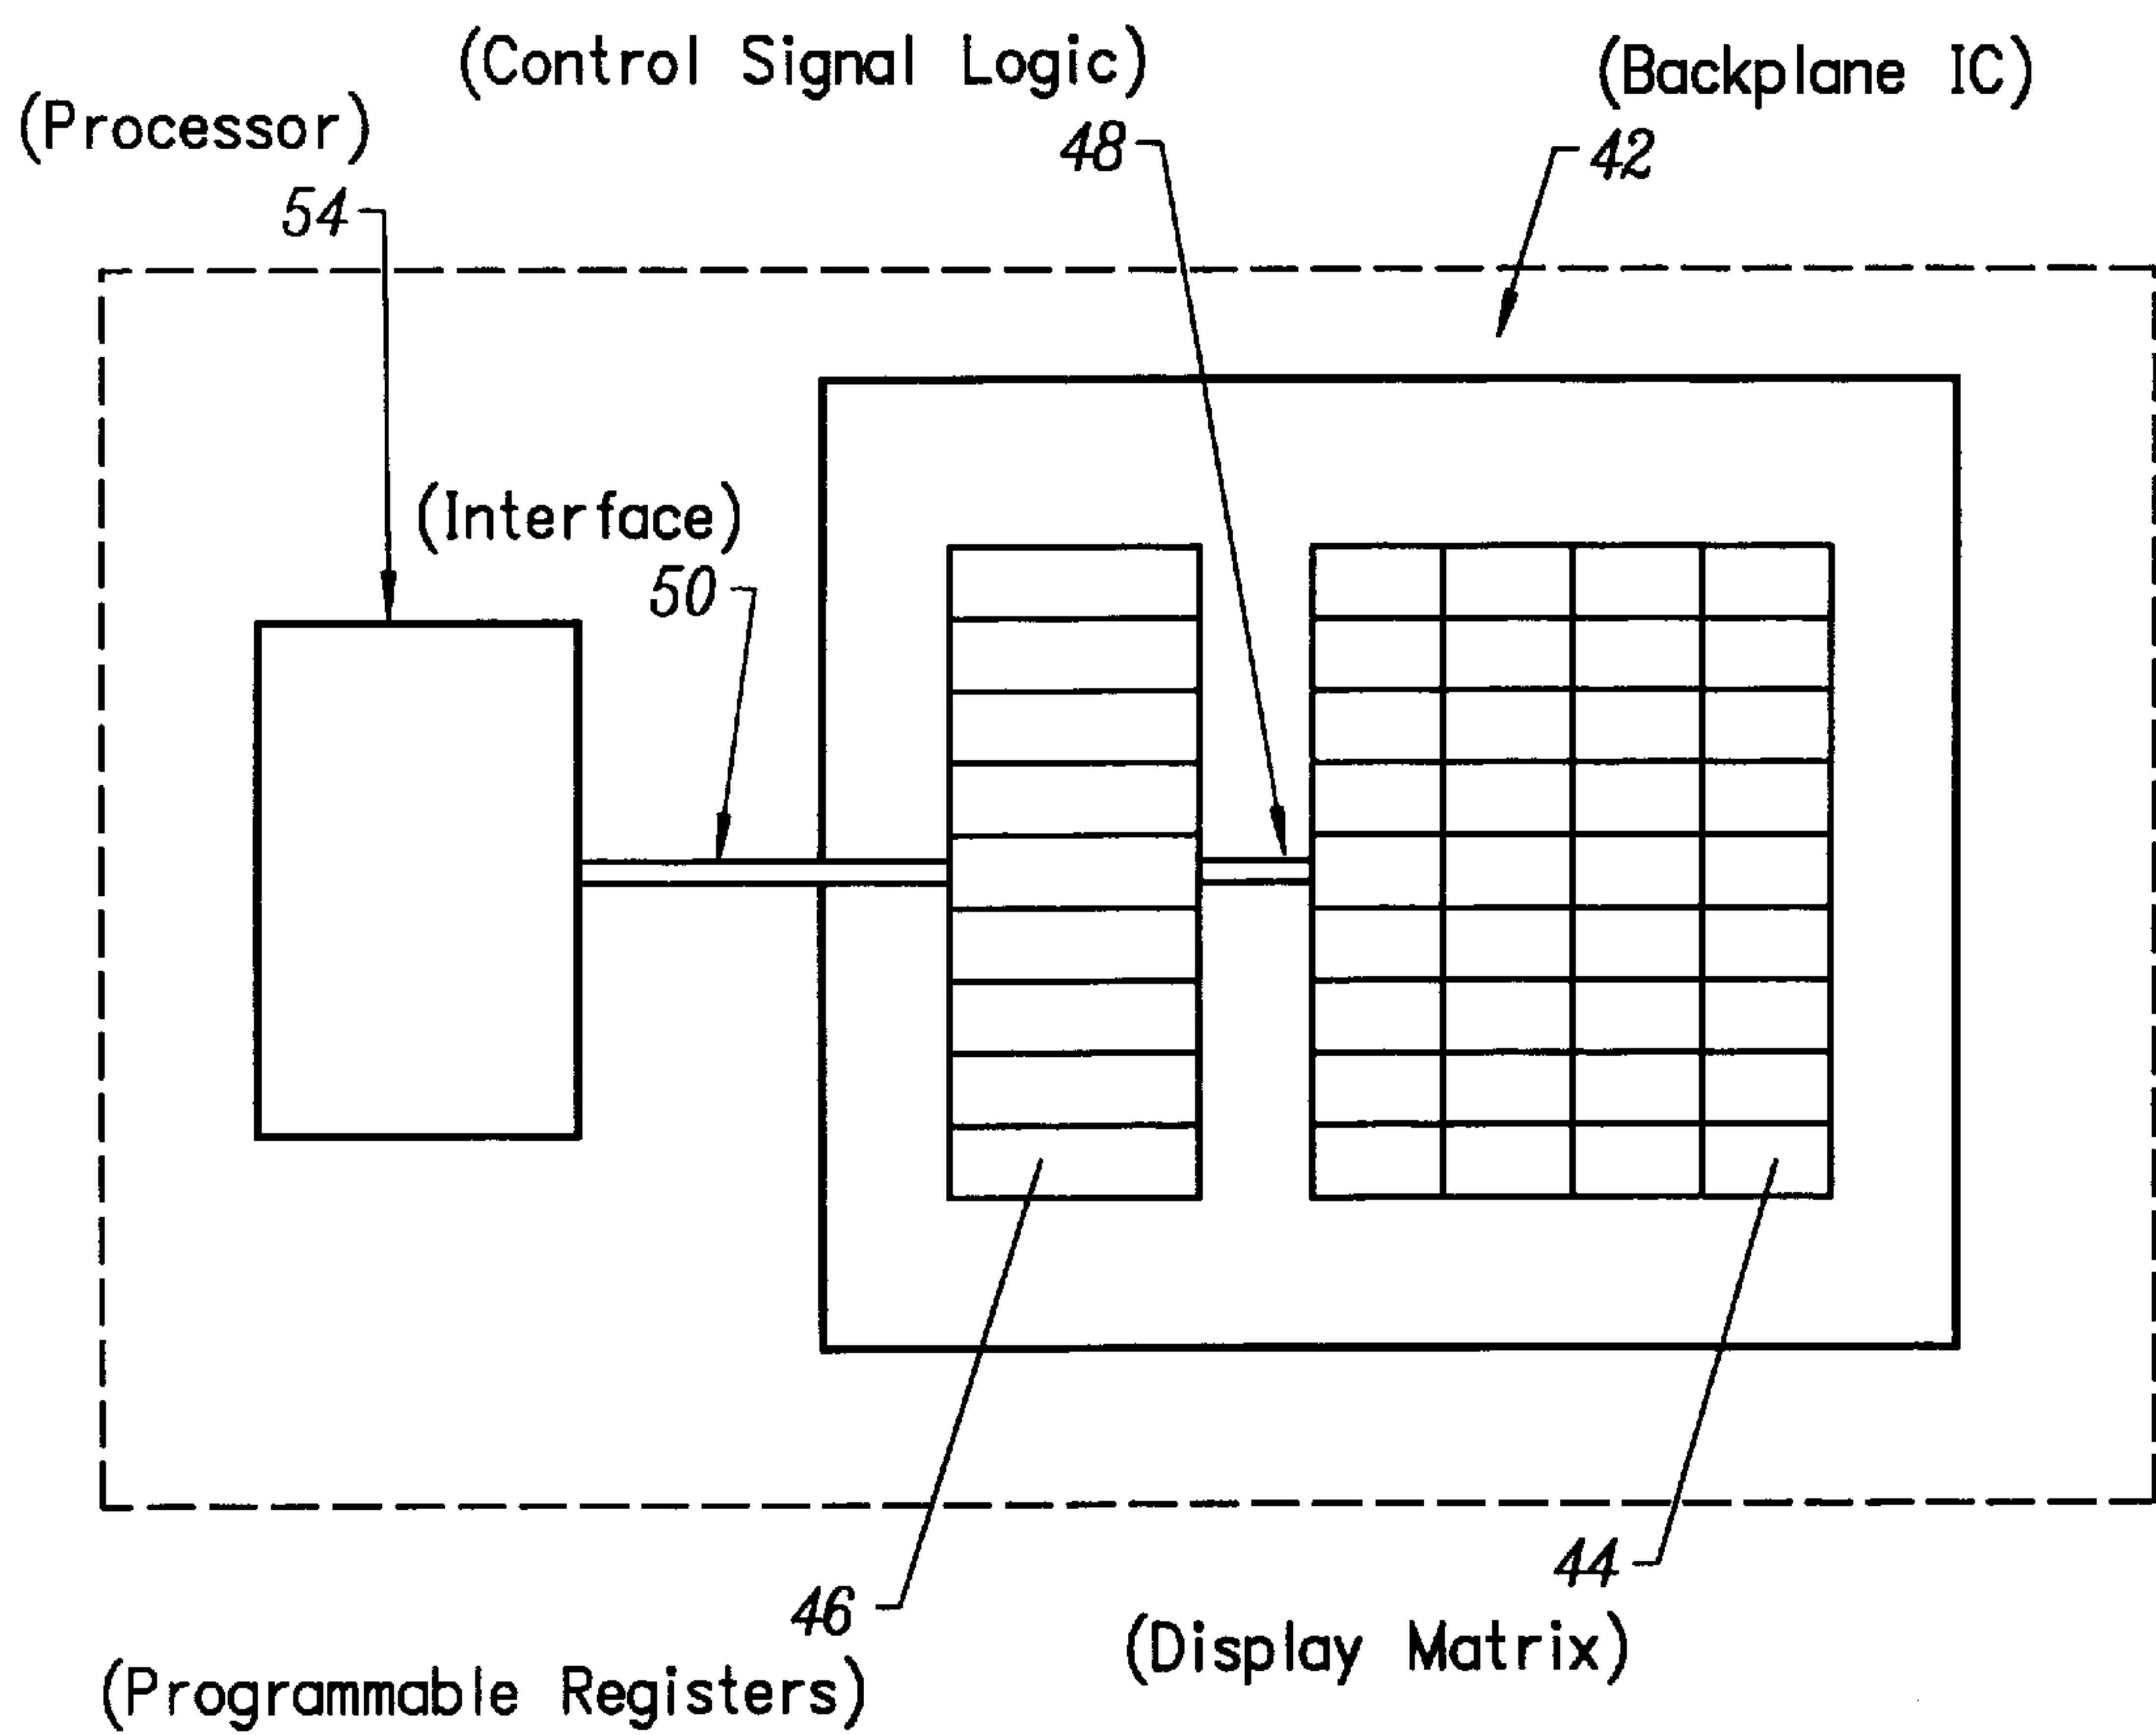 (Control Signal Logic)
(Backplane IC)
(Processor)
48
42
54
(Interface)
50
44
46
(Display Matrix)
(Programmable Registers)